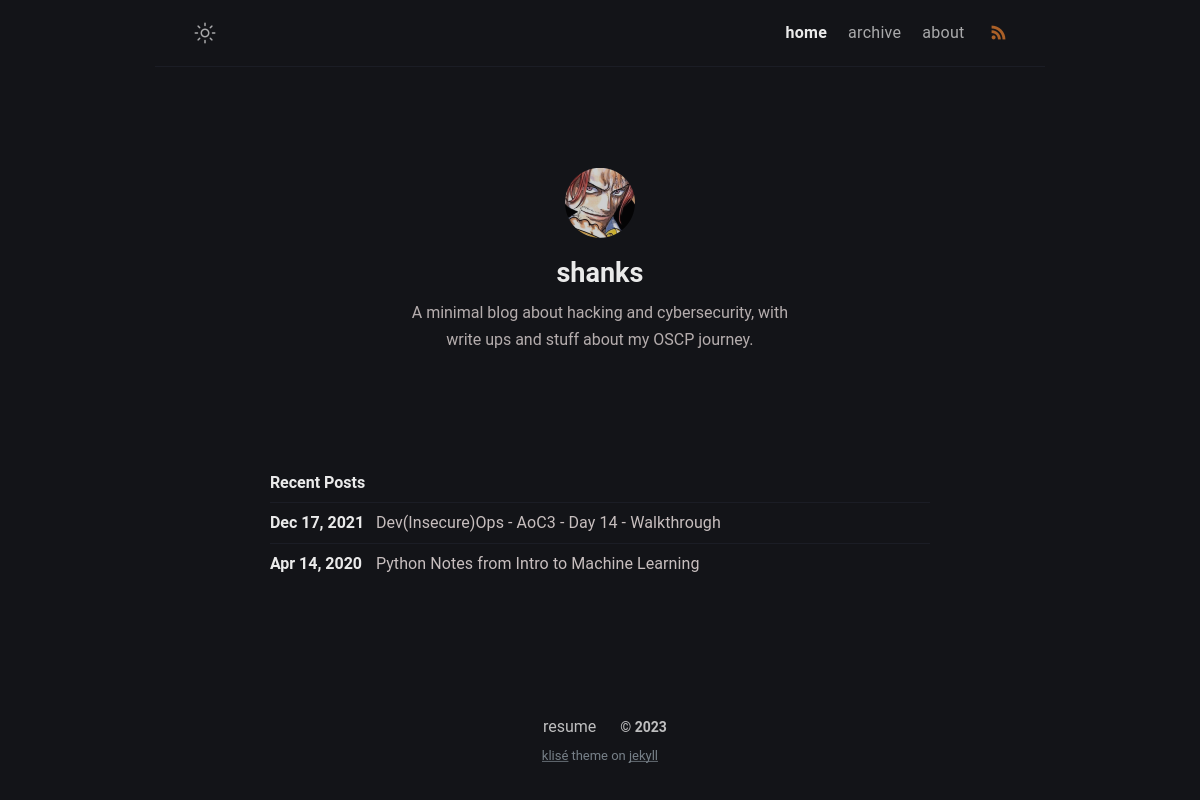 home archive about
shanks
A minimal blog about hacking and cybersecurity, with
write ups and stuff about my OSCP journey.
Recent Posts
Dec 17, 2021 Dev(Insecure)Ops - AoC3 - Day 14 - Walkthrough
Apr 14, 2020 Python Notes from Intro to Machine Learning
resume © 2023
klisé theme on jekyll